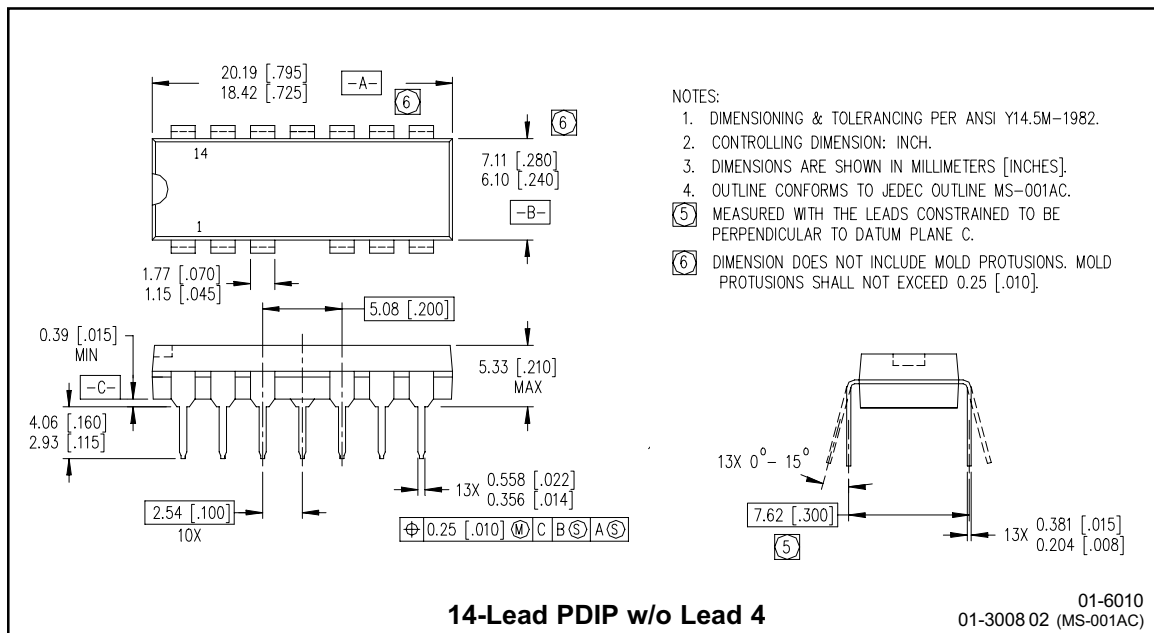 20.19 [.795]
18.42 [.725]
-A-
6
6
14
1
7.11 [.280]
6.10 [.240]
-B-
NOTES:
1. DIMENSIONING & TOLERANCING PER ANSI Y14.5M-1982.
2. CONTROLLING DIMENSION: INCH.
3. DIMENSIONS ARE SHOWN IN MILLIMETERS [INCHES].
4. OUTLINE CONFORMS TO JEDEC OUTLINE MS-001AC.
5 MEASURED WITH THE LEADS CONSTRAINED TO BE
PERPENDICULAR TO DATUM PLANE C.
6 DIMENSION DOES NOT INCLUDE MOLD PROTUSIONS. MOLD
PROTUSIONS SHALL NOT EXCEED 0.25 [.010].
1.77 [.070]
1.15 [.045]
5.08 [.200]
0.39 [.015]
MIN
-C-
5.33 [.210]
MAX
4.06 [.160]
2.93 [.115]
13X 0.558 [.022]
0.356 [.014]
2.54 [.100]
10X
⌖ 0.25 [.010] Ⓜ C B Ⓢ A Ⓢ
13X 0°- 15°
7.62 [.300]
5
13X 0.381 [.015]
0.204 [.008]
14-Lead PDIP w/o Lead 4
01-6010
01-3008 02 (MS-001AC)